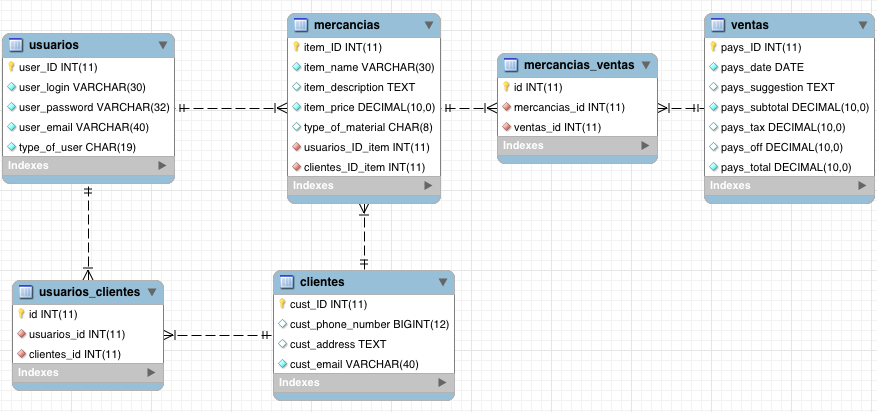 usuarios
user_ID INT(11)
user_login VARCHAR(30)
user_password VARCHAR(32)
user_email VARCHAR(40)
type_of_user CHAR(19)
Indexes
mercancias
item_ID INT(11)
item_name VARCHAR(30)
item_description TEXT
item_price DECIMAL(10,0)
type_of_material CHAR(8)
usuarios_ID_item INT(11)
clientes_ID_item INT(11)
Indexes
mercancias_ventas
id INT(11)
mercancias_id INT(11)
ventas_id INT(11)
Indexes
ventas
pays_ID INT(11)
pays_date DATE
pays_suggestion TEXT
pays_subtotal DECIMAL(10,0)
pays_tax DECIMAL(10,0)
pays_off DECIMAL(10,0)
pays_total DECIMAL(10,0)
Indexes
usuarios_clientes
id INT(11)
usuarios_id INT(11)
clientes_id INT(11)
Indexes
clientes
cust_ID INT(11)
cust_phone_number BIGINT(12)
cust_address TEXT
cust_email VARCHAR(40)
Indexes